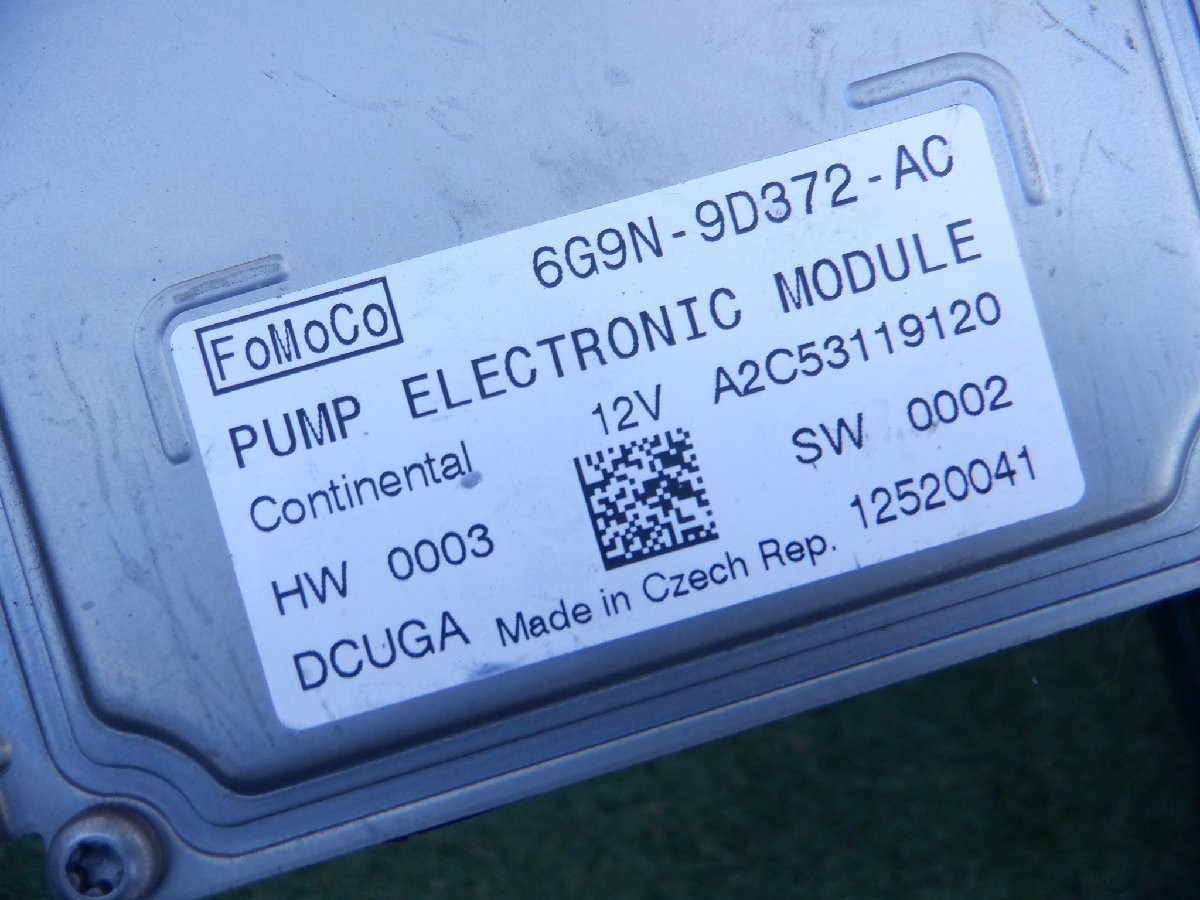 6G9N-9D372-AC
FoMoCo
PUMP ELECTRONIC MODULE
Continental 12V A2C53119120
HW 0003 SW 0002
DCUGA Made in Czech Rep. 12520041